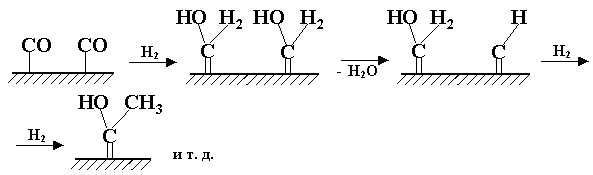 CO CO H₂ HO H₂ C HO H₂ C - H₂O HO H₂ C H C H₂
H₂ HO CH₃ C и т. д.